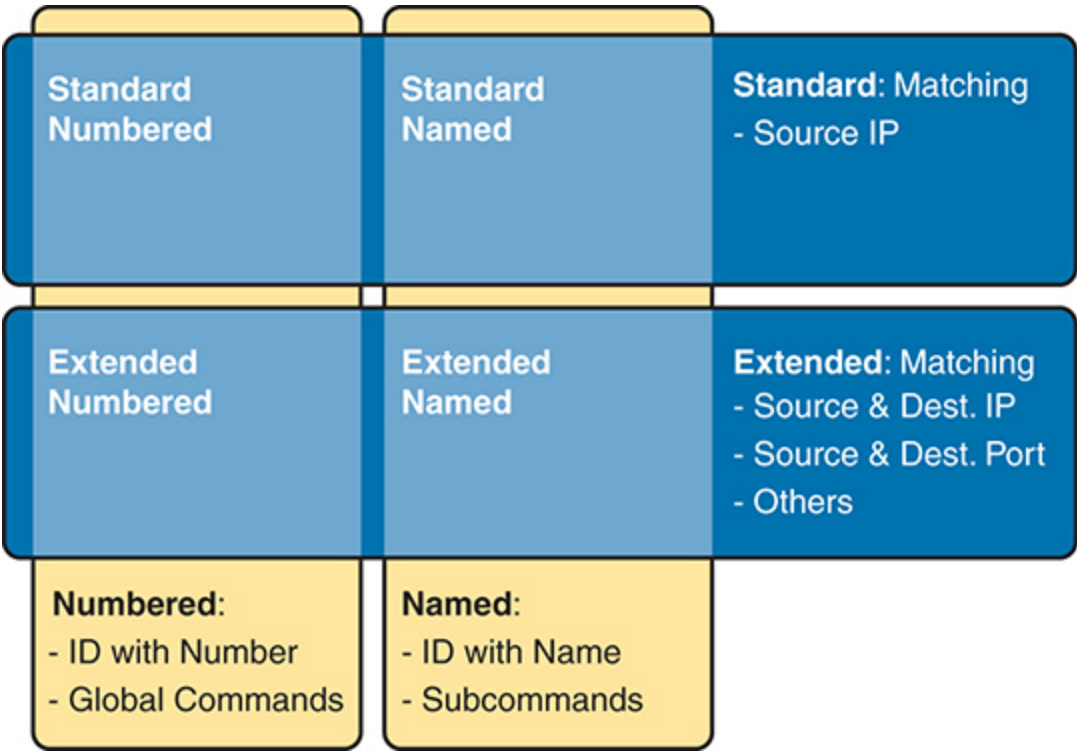 Standard
Numbered
Standard
Named
Standard: Matching
- Source IP
Extended
Numbered
Extended
Named
Extended: Matching
- Source & Dest. IP
- Source & Dest. Port
- Others
Numbered:
- ID with Number
- Global Commands
Named:
- ID with Name
- Subcommands